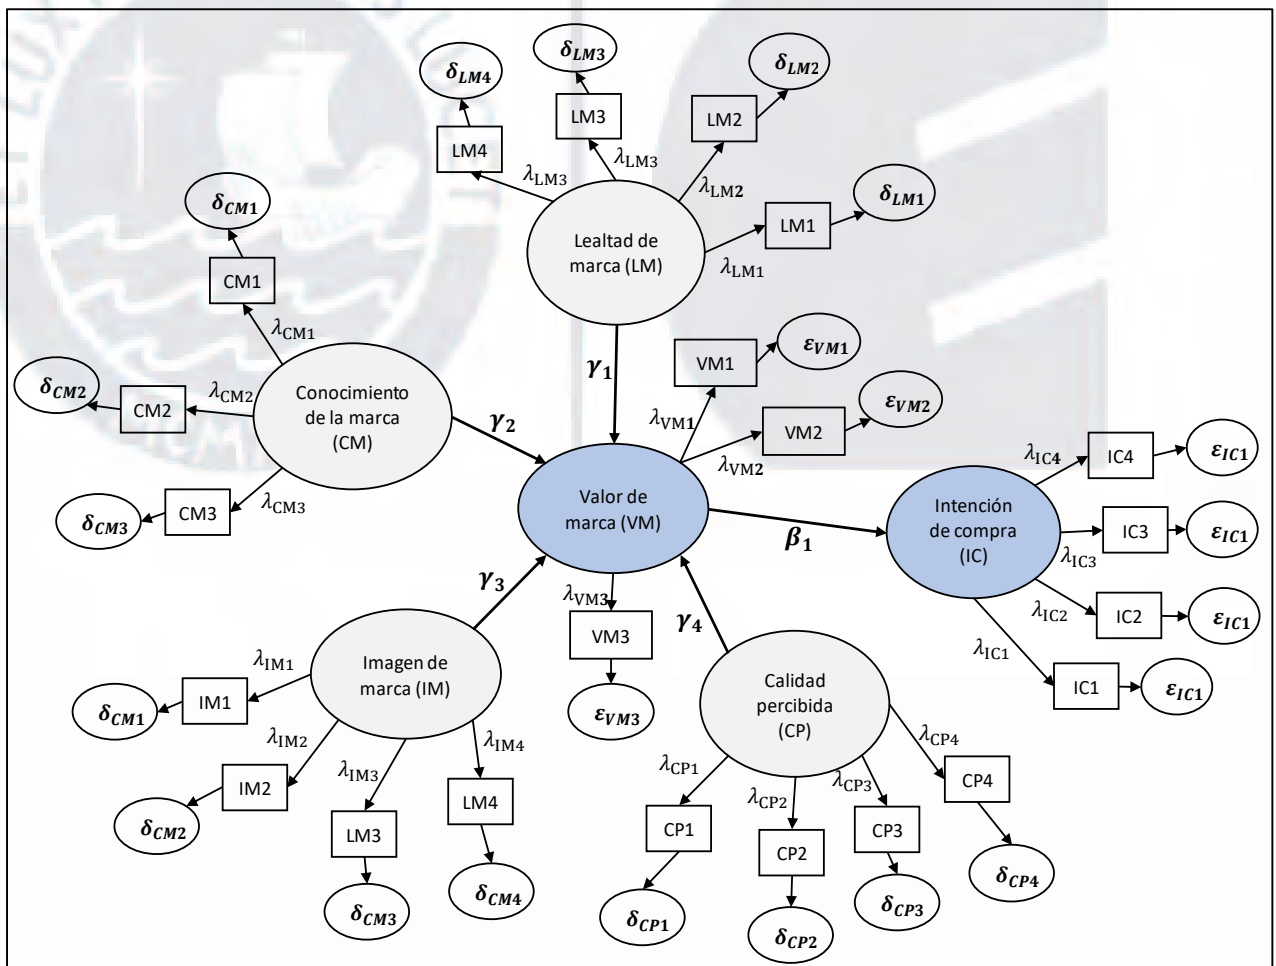 δLM4
δLM3
δLM2
LM4
LM3
LM2
λLM3
λLM3
λLM2
δLM1
LM1
λLM1
Lealtad de
marca (LM)
δCM1
CM1
λCM1
δCM2
CM2
λCM2
Conocimiento
de la marca
(CM)
δCM3
CM3
λCM3
γ1
γ2
VM1
εVM1
λVM1
VM2
εVM2
λVM2
Valor de
marca (VM)
β1
Intención
de compra
(IC)
λIC4
IC4
εIC1
IC3
εIC1
λIC3
λIC2
IC2
εIC1
λIC1
IC1
εIC1
γ3
λVM3
VM3
εVM3
γ4
Imagen de
marca (IM)
λIM1
IM1
δCM1
λIM2
IM2
δCM2
λIM3
LM3
δCM3
λIM4
LM4
δCM4
Calidad
percibida
(CP)
λCP1
CP1
δCP1
λCP2
CP2
δCP2
λCP3
CP3
δCP3
λCP4
CP4
δCP4